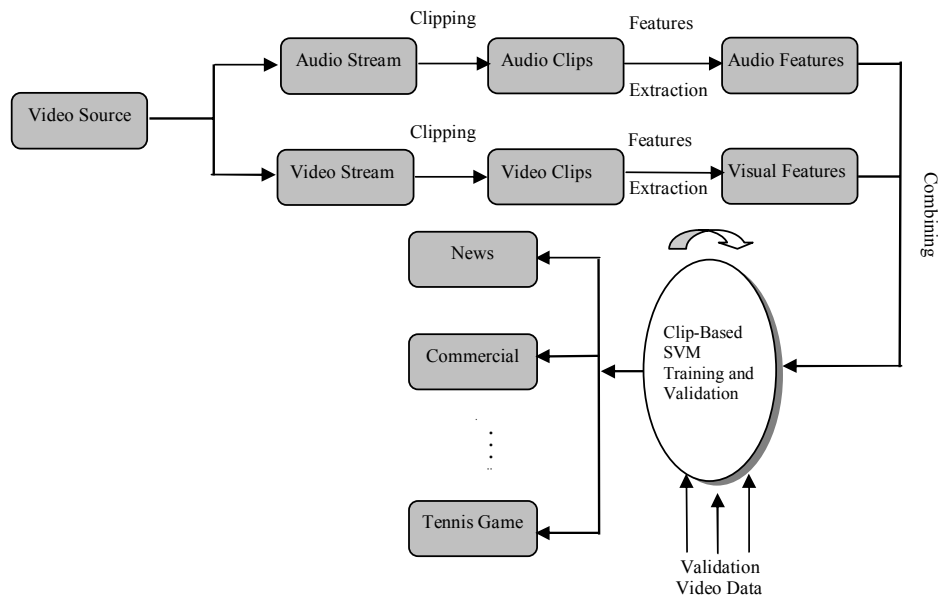 Clipping
Features
Audio Stream
Audio Clips
Audio Features
Extraction
Video Source
Clipping
Features
Video Stream
Video Clips
Visual Features
Extraction
Combining
News
Commercial
Tennis Game
Clip-Based
SVM
Training and
Validation
Validation
Video Data